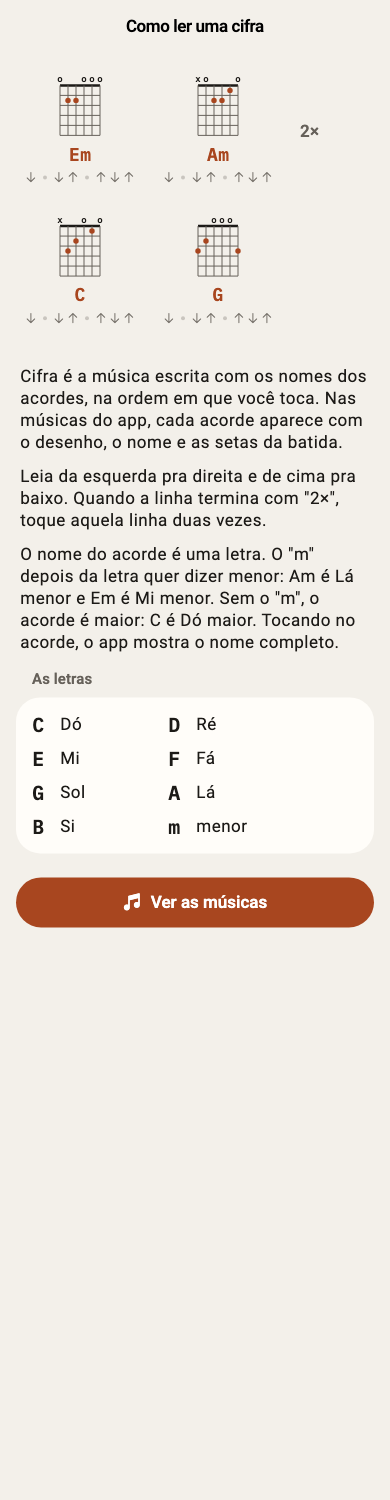 Como ler uma cifra
o ooo
xo o
Em
Am
2×
↓ • ↓ ↑ • ↑ ↓ ↑
↓ • ↓ ↑ • ↑ ↓ ↑
x o o
ooo
C
G
↓ • ↓ ↑ • ↑ ↓ ↑
↓ • ↓ ↑ • ↑ ↓ ↑
Cifra é a música escrita com os nomes dos
acordes, na ordem em que você toca. Nas
músicas do app, cada acorde aparece com
o desenho, o nome e as setas da batida.
Leia da esquerda pra direita e de cima pra
baixo. Quando a linha termina com "2×",
toque aquela linha duas vezes.
O nome do acorde é uma letra. O "m"
depois da letra quer dizer menor: Am é Lá
menor e Em é Mi menor. Sem o "m", o
acorde é maior: C é Dó maior. Tocando no
acorde, o app mostra o nome completo.
As letras
C Dó
D Ré
E Mi
F Fá
G Sol
A Lá
B Si
m menor
Ver as músicas